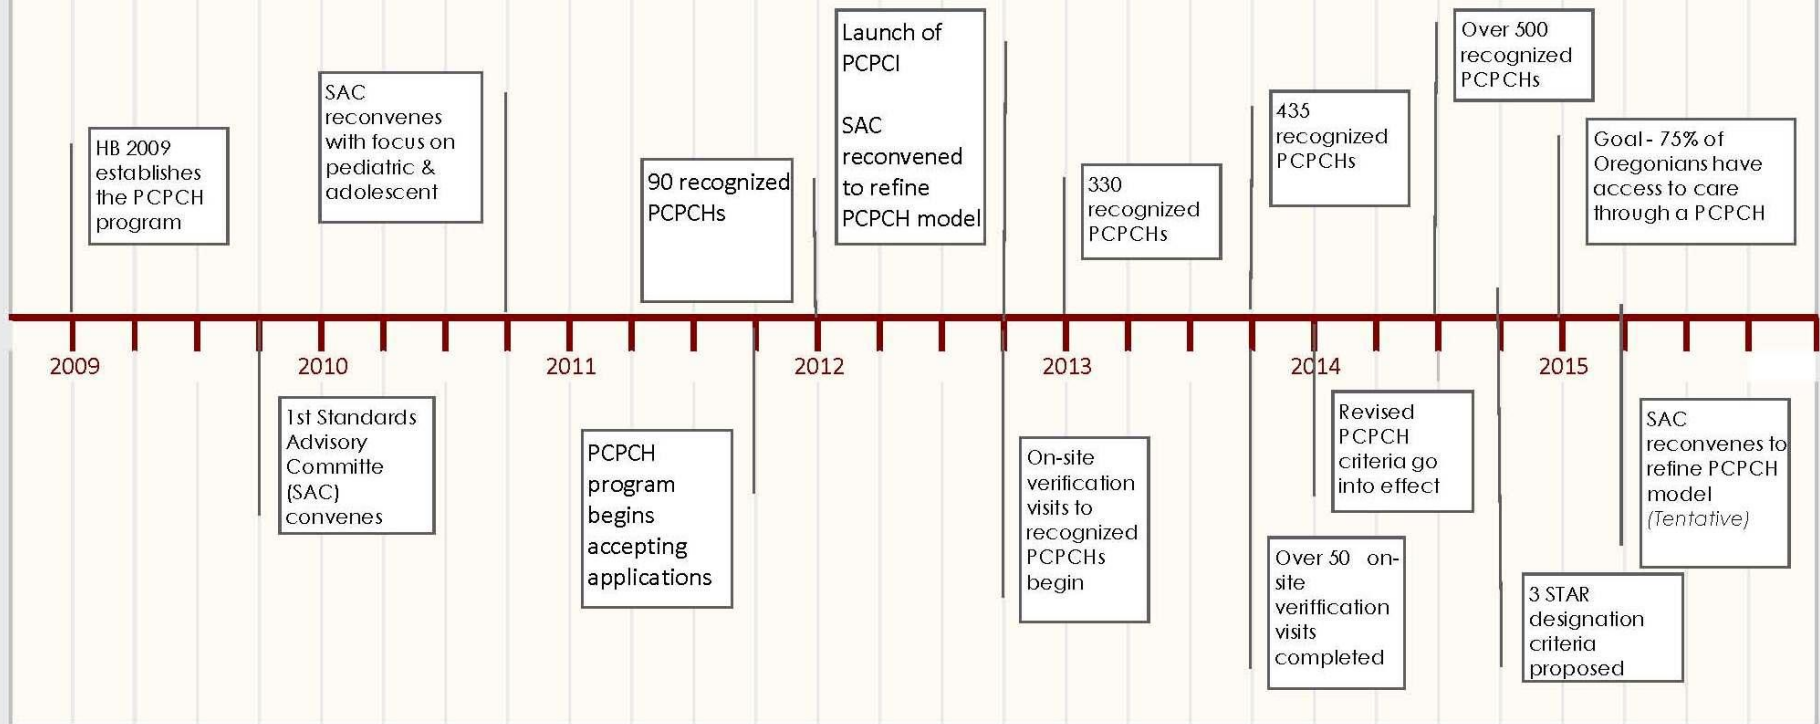 HB 2009
establishes
the PCPCH
program
SAC
reconvenes
with focus on
pediatric &
adolescent
90 recognized
PCPCHs
Launch of
PCPCI
SAC
reconvened
to refine
PCPCH model
330
recognized
PCPCHs
435
recognized
PCPCHs
Over 500
recognized
PCPCHs
Goal - 75% of
Oregonians have
access to care
through a PCPCH
2009 2010 2011 2012 2013 2014 2015
1st Standards
Advisory
Committe
(SAC)
convenes
PCPCH
program
begins
accepting
applications
On-site
verification
visits to
recognized
PCPCHs
begin
Revised
PCPCH
criteria go
into effect
Over 50 on-
site
veriffication
visits
completed
SAC
reconvenes to
refine PCPCH
model
(Tentative)
3 STAR
designation
criteria
proposed